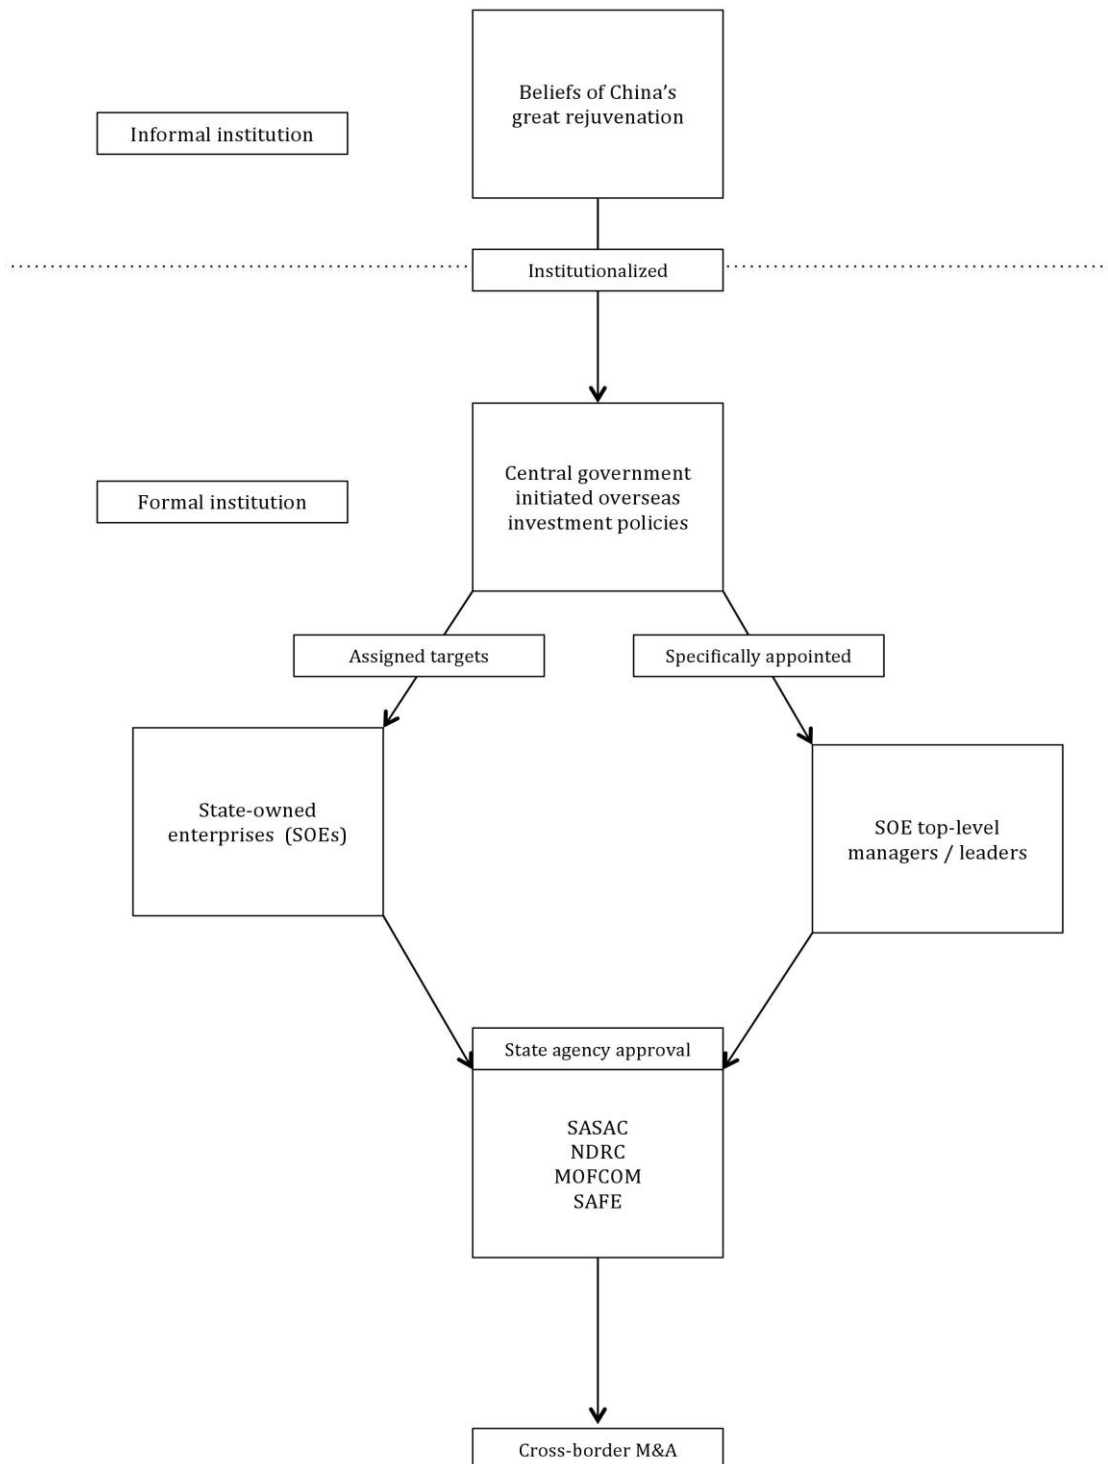 Beliefs of China’s
great rejuvenation
Informal institution
Institutionalized
Central government
initiated overseas
investment policies
Formal institution
Assigned targets
Specifically appointed
State-owned
enterprises  (SOEs)
SOE top-level
managers / leaders
State agency approval
SASAC
NDRC
MOFCOM
SAFE
Cross-border M&A